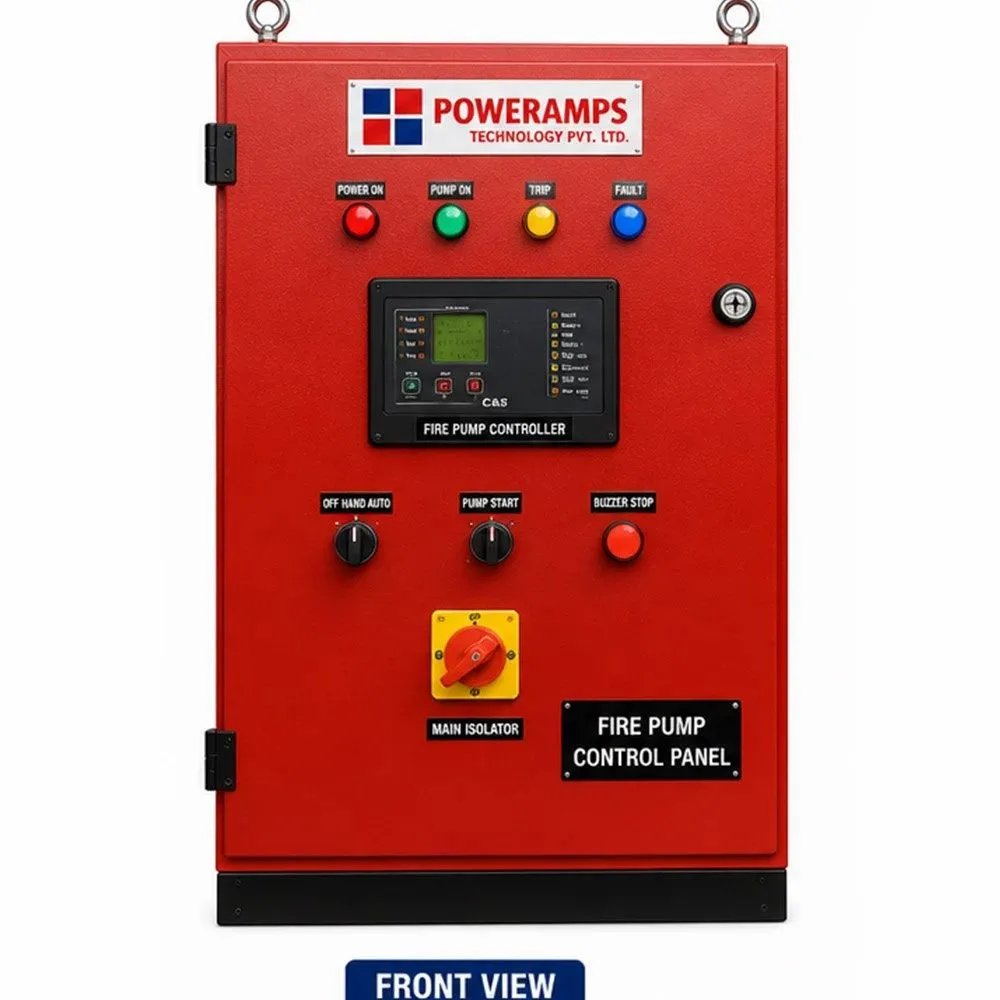 POWERAMPS
TECHNOLOGY PVT. LTD.
POWER ON
PUMP ON
TRIP
FAULT
C&S
FIRE PUMP CONTROLLER
OFF HAND AUTO
PUMP START
BUZZER STOP
MAIN ISOLATOR
FIRE PUMP
CONTROL PANEL
FRONT VIEW